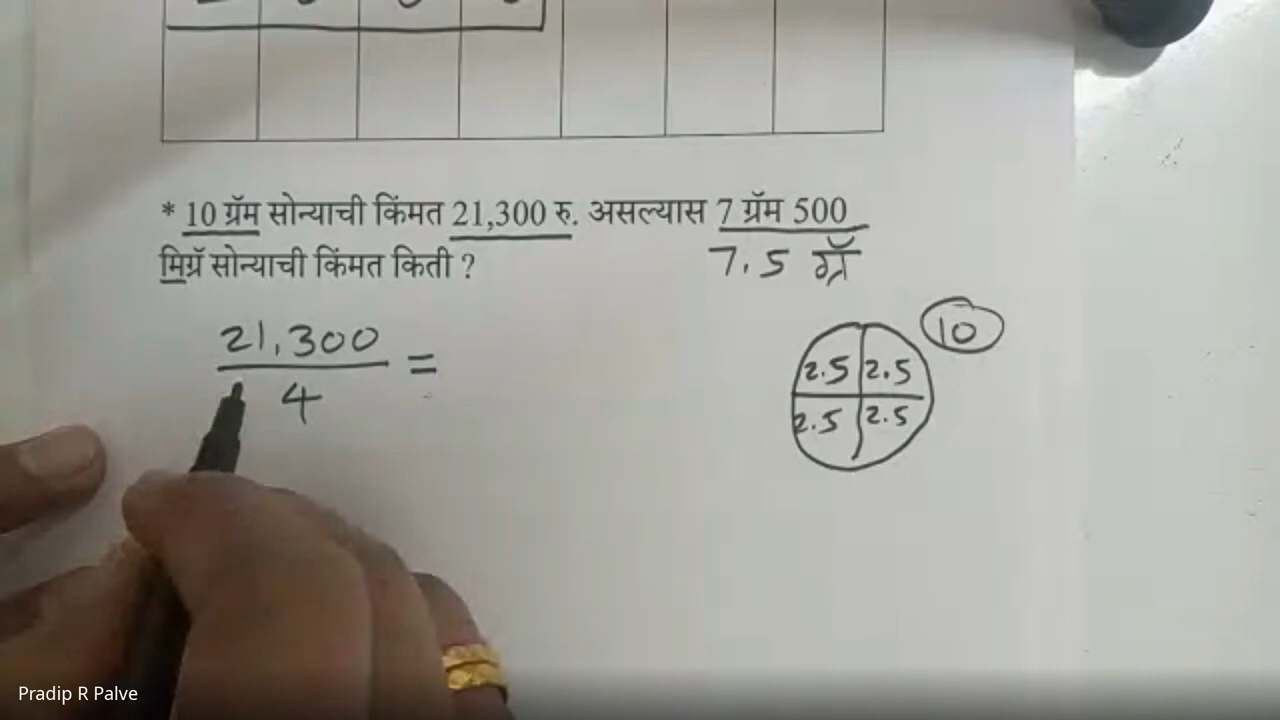 * 10 ग्रॅम सोन्याची किंमत 21,300 रु. असल्यास 7 ग्रॅम 500
मिग्रॅ सोन्याची किंमत किती ?
7.5 ग्रॅ
21,300
4
=
10
2.5 2.5
2.5 2.5
Pradip R Palve